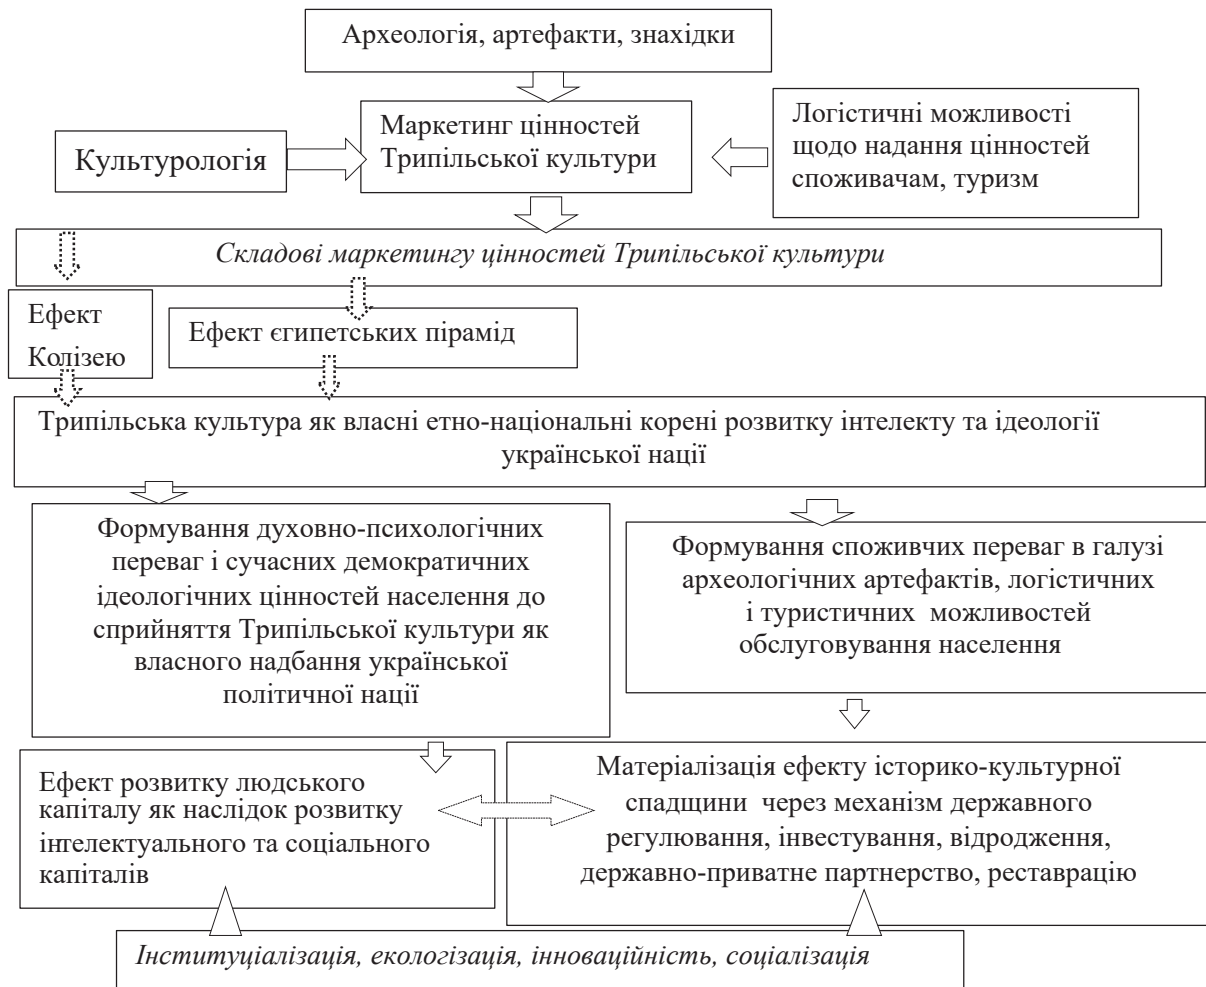 Археологія, артефакти, знахідки
Маркетинг цінностей
Трипільської культури
Культурологія
Логістичні можливості
щодо надання цінностей
споживачам, туризм
Складові маркетингу цінностей Трипільської культури
Ефект
Колізею
Ефект єгипетських пірамід
Трипільська культура як власні етно-національні корені розвитку інтелекту та ідеології
української нації
Формування духовно-психологічних
переваг і сучасних демократичних
ідеологічних цінностей населення до
сприйняття Трипільської культури як
власного надбання української
політичної нації
Формування споживчих переваг в галузі
археологічних артефактів, логістичних
і туристичних можливостей
обслуговування населення
Ефект розвитку людського
капіталу як наслідок розвитку
інтелектуального та соціального
капіталів
Матеріалізація ефекту історико-культурної
спадщини через механізм державного
регулювання, інвестування, відродження,
державно-приватне партнерство, реставрацію
Інституціалізація, екологізація, інноваційність, соціалізація